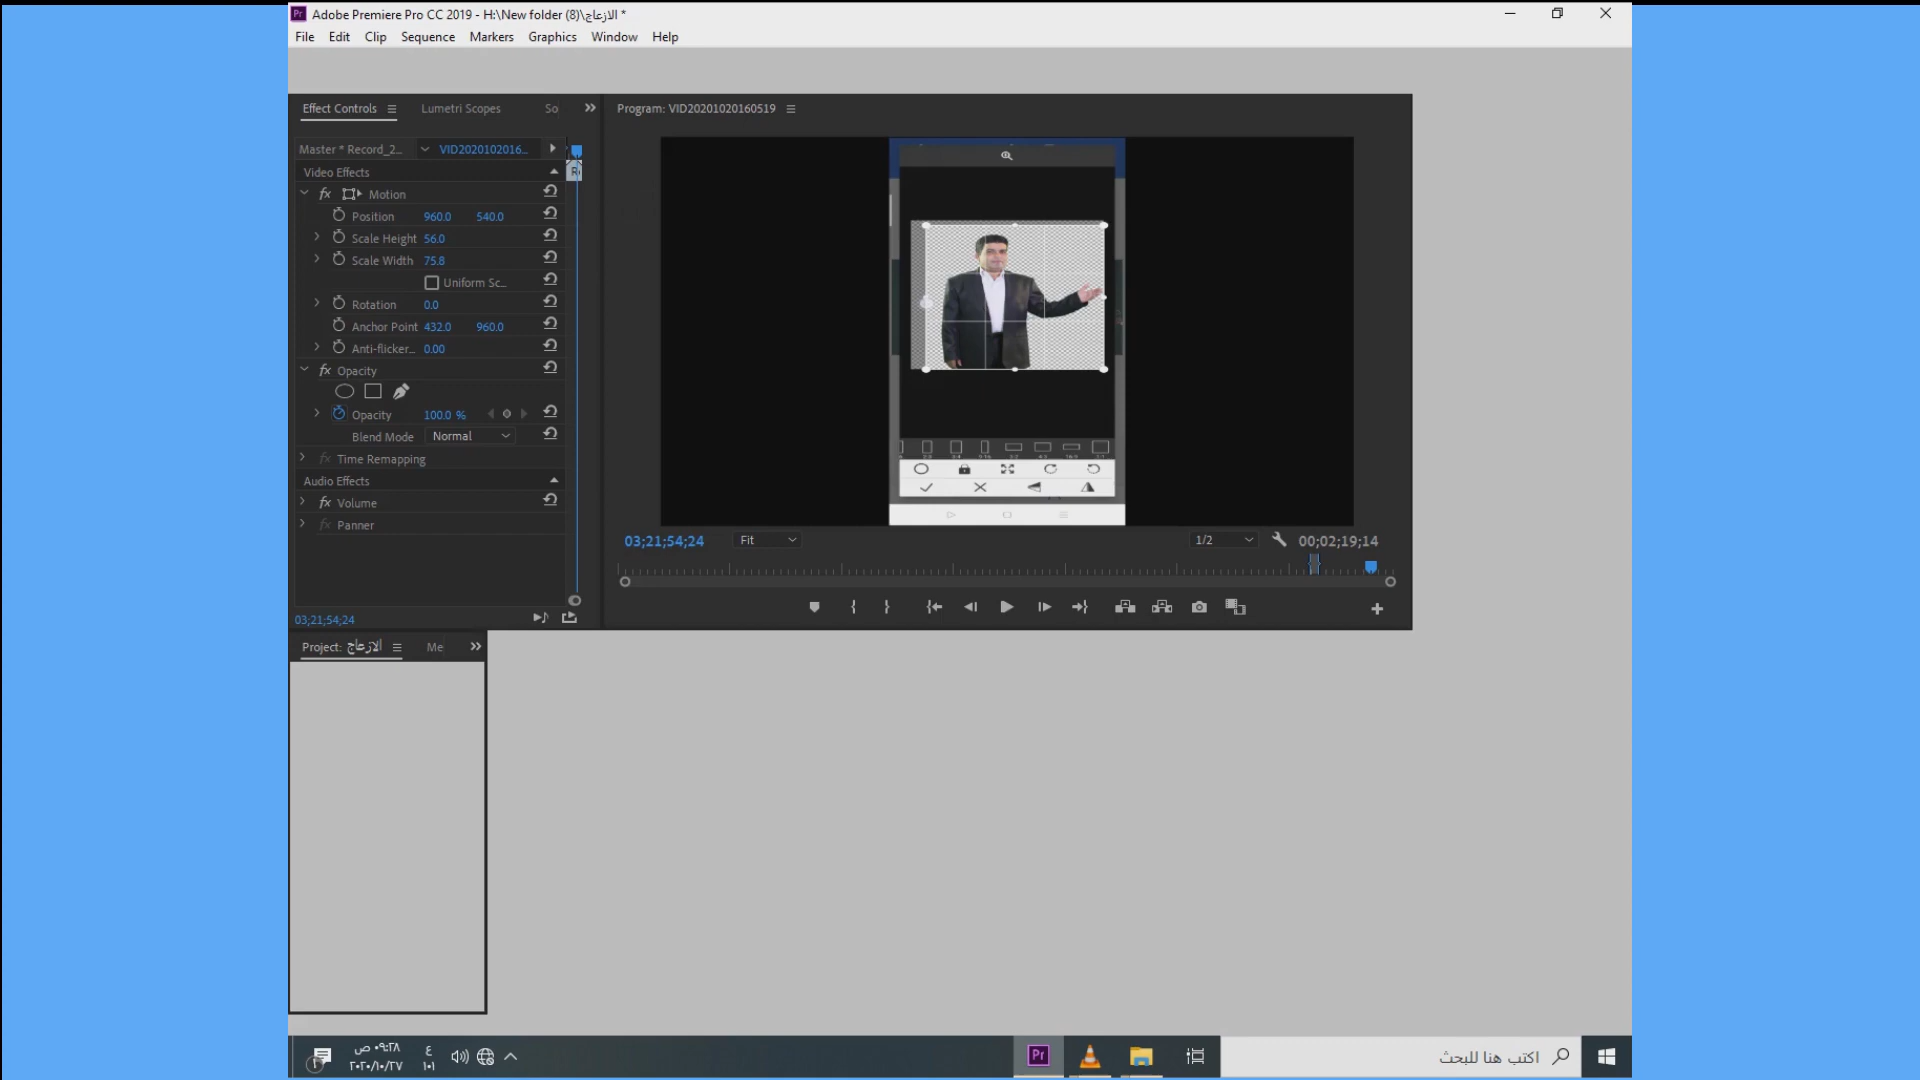 Adobe Premiere Pro CC 2019 - H:\New folder (8)\الازعاج *
File Edit Clip Sequence Markers Graphics Window Help
Effect Controls Lumetri Scopes So
Program: VID20201020160519
Master * Record_2... VID2020102016...
Video Effects
fx Motion
Position 960.0 540.0
Scale Height 56.0
Scale Width 75.8
Uniform Sc...
Rotation 0.0
Anchor Point 432.0 960.0
Anti-flicker... 0.00
fx Opacity
Opacity 100.0 %
Blend Mode Normal
fx Time Remapping
Audio Effects
fx Volume
fx Panner
03;21;54;24 Fit 1/2 00;02;19;14
03;21;54;24
Project: الازعاج Me
٠٩:٢٨ ص
٢٠٢٠/١٠/٢٧
ع
١٠١
Pr
اكتب هنا للبحث